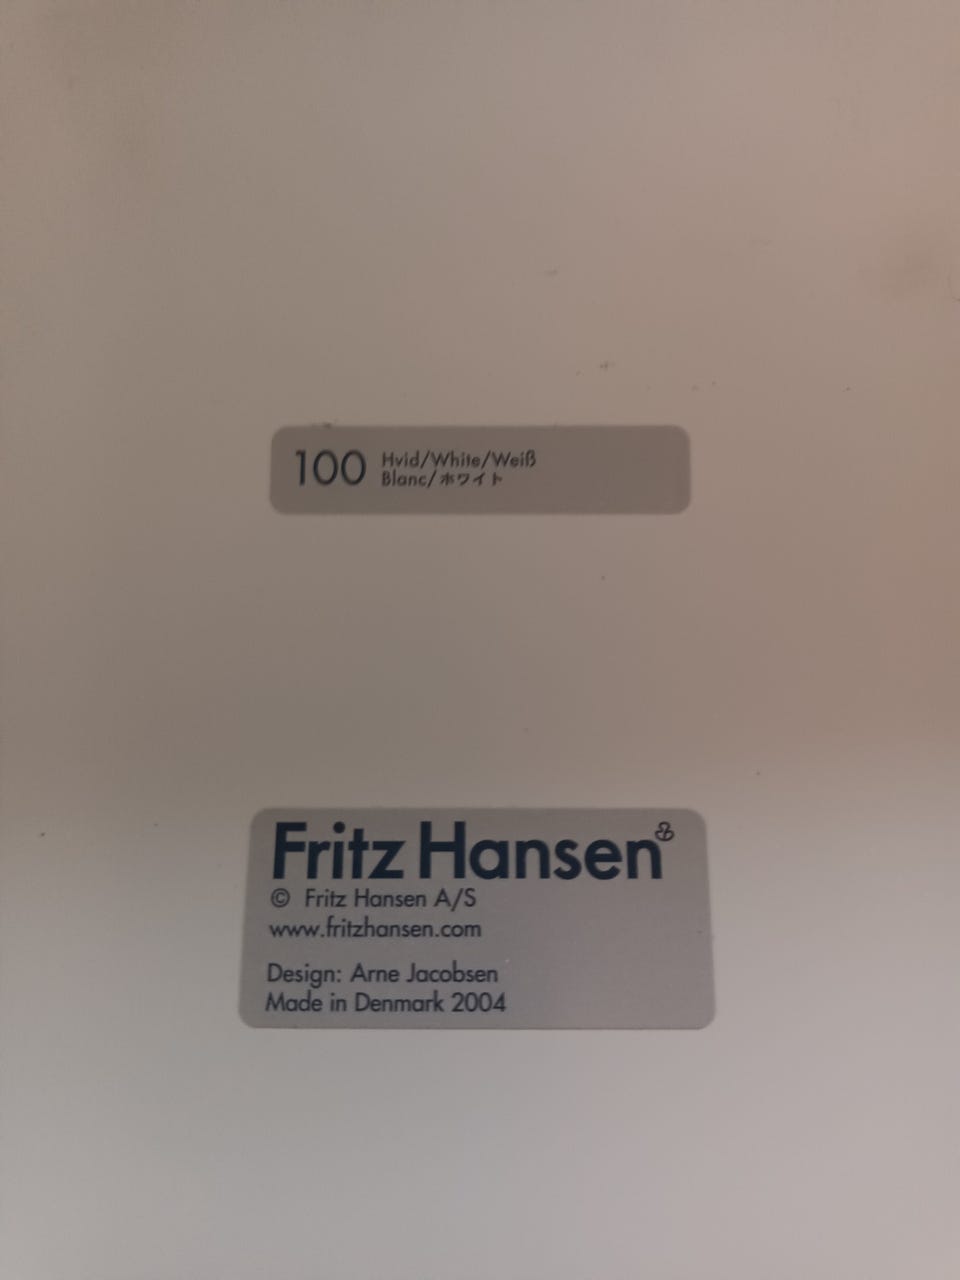 100 Hvid/White/Weiß
Blanc/ホワイト
Fritz Hansen
© Fritz Hansen A/S
www.fritzhansen.com
Design: Arne Jacobsen
Made in Denmark 2004